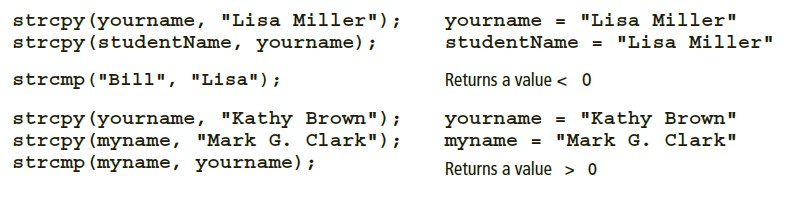 strcpy(yourname, "Lisa Miller"); yourname = "Lisa Miller"
strcpy(studentName, yourname); studentName = "Lisa Miller"
strcmp("Bill", "Lisa"); Returns a value < 0
strcpy(yourname, "Kathy Brown"); yourname = "Kathy Brown"
strcpy(myname, "Mark G. Clark"); myname = "Mark G. Clark"
strcmp(myname, yourname); Returns a value > 0